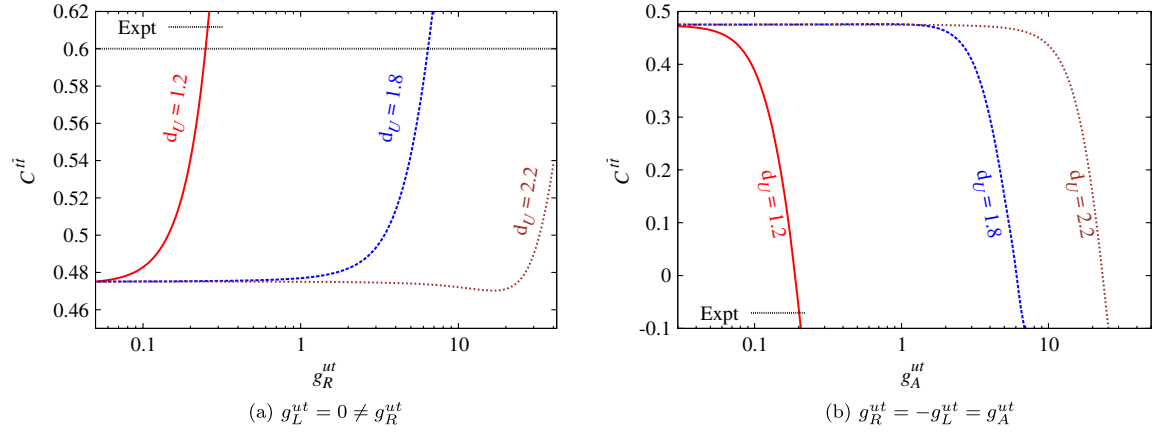 0.6
0.58
0.56
0.54
0.52
0.5
0.48
0.46
C^{tt̄}
Expt
d_U = 1.2
d_U = 1.8
d_U = 2.2
0.1
1
10
g_R^{ut}
(a) g_L^{ut} = 0 ≠ g_R^{ut}
0.5
0.4
0.3
0.2
0.1
0
-0.1
C^{tt̄}
d_U = 1.2
d_U = 1.8
d_U = 2.2
Expt
0.1
1
10
g_A^{ut}
(b) g_R^{ut} = −g_L^{ut} = g_A^{ut}